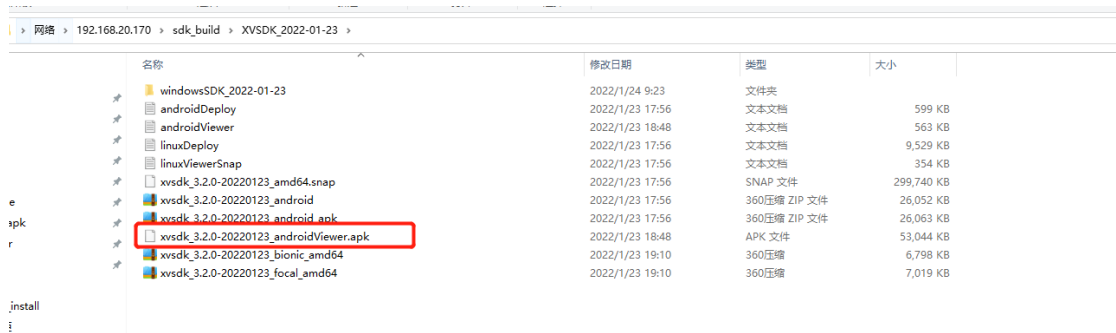 › 网络 › 192.168.20.170 › sdk_build › XVSDK_2022-01-23 ›
名称 修改日期 类型 大小
windowsSDK_2022-01-23 2022/1/24 9:23 文件夹
androidDeploy 2022/1/23 17:56 文本文档 599 KB
androidViewer 2022/1/23 18:48 文本文档 563 KB
linuxDeploy 2022/1/23 17:56 文本文档 9,529 KB
linuxViewerSnap 2022/1/23 17:56 文本文档 354 KB
xvsdk_3.2.0-20220123_amd64.snap 2022/1/23 17:56 SNAP 文件 299,740 KB
e xvsdk_3.2.0-20220123_android 2022/1/23 17:56 360压缩 ZIP 文件 26,052 KB
apk xvsdk_3.2.0-20220123_android_apk 2022/1/23 17:56 360压缩 ZIP 文件 26,063 KB
r xvsdk_3.2.0-20220123_androidViewer.apk 2022/1/23 18:48 APK 文件 53,044 KB
xvsdk_3.2.0-20220123_bionic_amd64 2022/1/23 19:10 360压缩 6,798 KB
xvsdk_3.2.0-20220123_focal_amd64 2022/1/23 19:10 360压缩 7,019 KB
_install